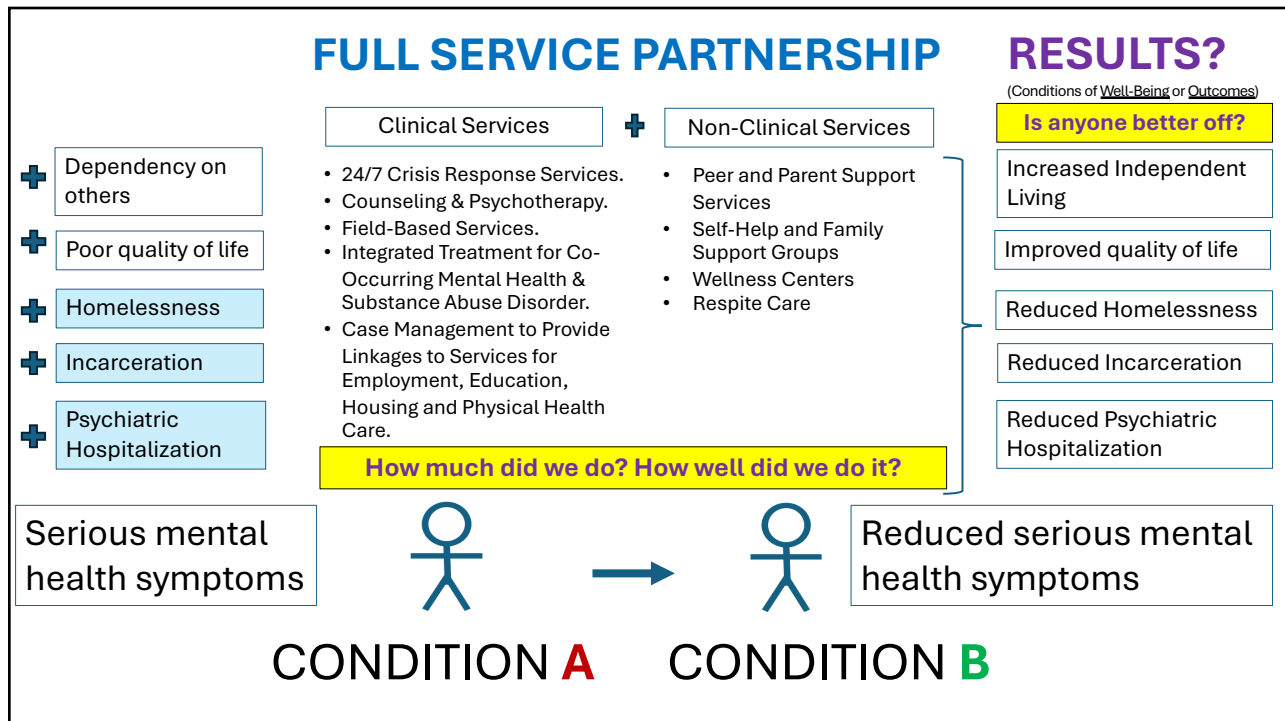 FULL SERVICE PARTNERSHIP
RESULTS?
(Conditions of Well-Being or Outcomes)
Is anyone better off?
Dependency on
others
Poor quality of life
Homelessness
Incarceration
Psychiatric
Hospitalization
Clinical Services
Non-Clinical Services
• 24/7 Crisis Response Services.
• Counseling & Psychotherapy.
• Field-Based Services.
• Integrated Treatment for Co-
Occurring Mental Health &
Substance Abuse Disorder.
• Case Management to Provide
Linkages to Services for
Employment, Education,
Housing and Physical Health
Care.
• Peer and Parent Support
Services
• Self-Help and Family
Support Groups
• Wellness Centers
• Respite Care
How much did we do? How well did we do it?
Increased Independent
Living
Improved quality of life
Reduced Homelessness
Reduced Incarceration
Reduced Psychiatric
Hospitalization
Serious mental
health symptoms
Reduced serious mental
health symptoms
CONDITION A
CONDITION B